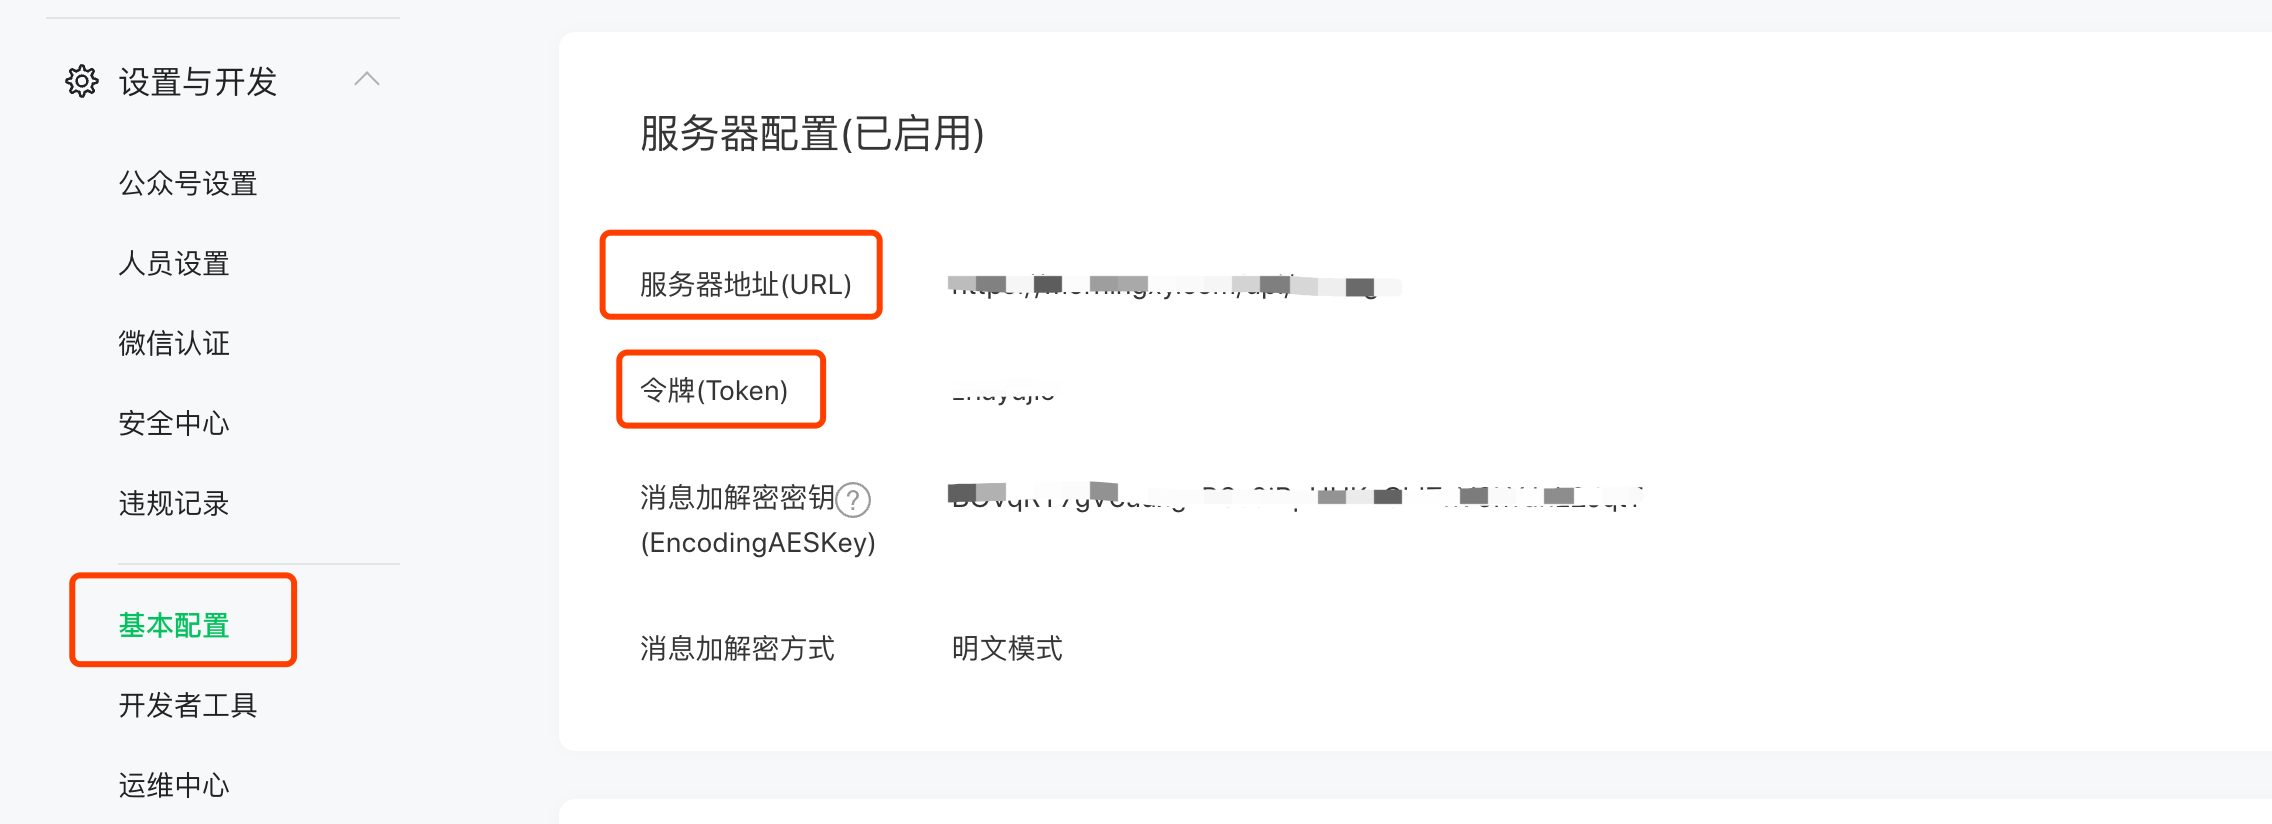 设置与开发
公众号设置
人员设置
微信认证
安全中心
违规记录
基本配置
开发者工具
运维中心
服务器配置(已启用)
服务器地址(URL)
令牌(Token)
消息加解密密钥?
(EncodingAESKey)
消息加解密方式 明文模式